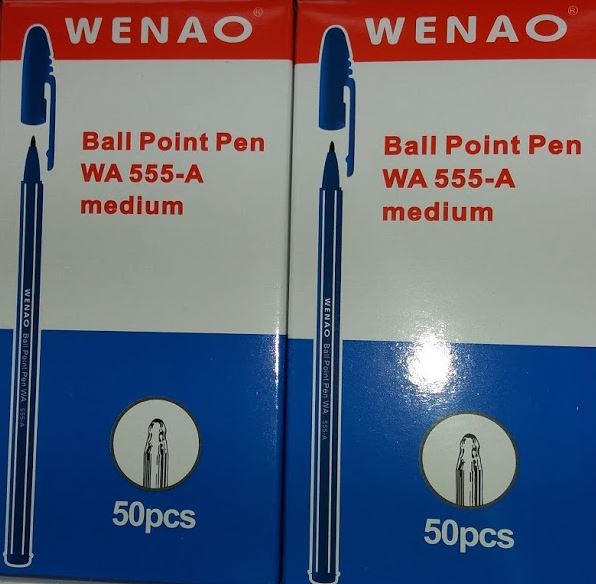 WENAO®
Ball Point Pen
WA 555-A
medium
WENAO Ball Point Pen WA 555-A
50pcs
WENAO®
Ball Point Pen
WA 555-A
medium
WENAO Ball Point Pen WA 555-A
50pcs